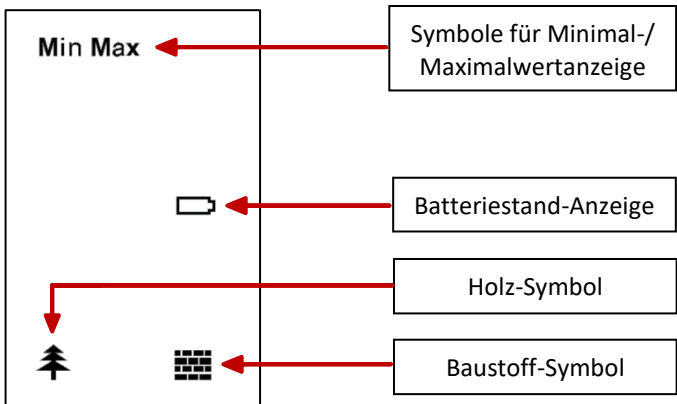 Min Max
Symbole für Minimal-/
Maximalwertanzeige
Batteriestand-Anzeige
Holz-Symbol
Baustoff-Symbol